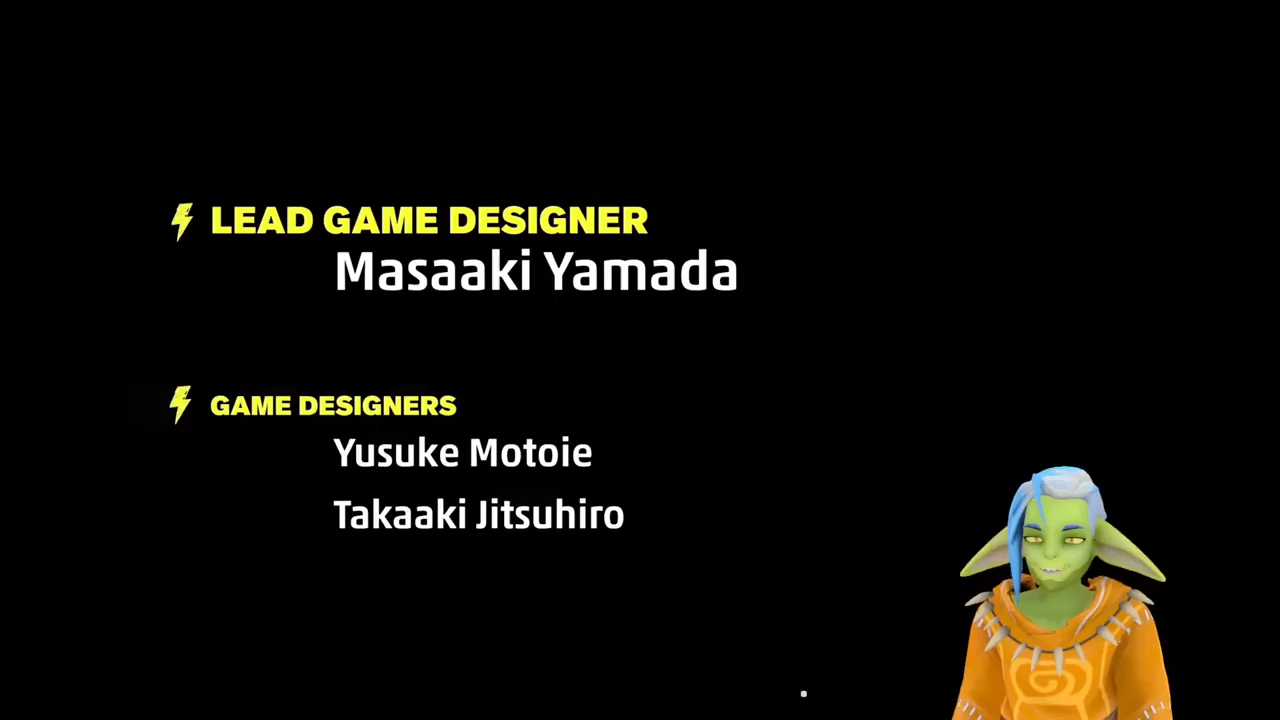 LEAD GAME DESIGNER
Masaaki Yamada
GAME DESIGNERS
Yusuke Motoie
Takaaki Jitsuhiro